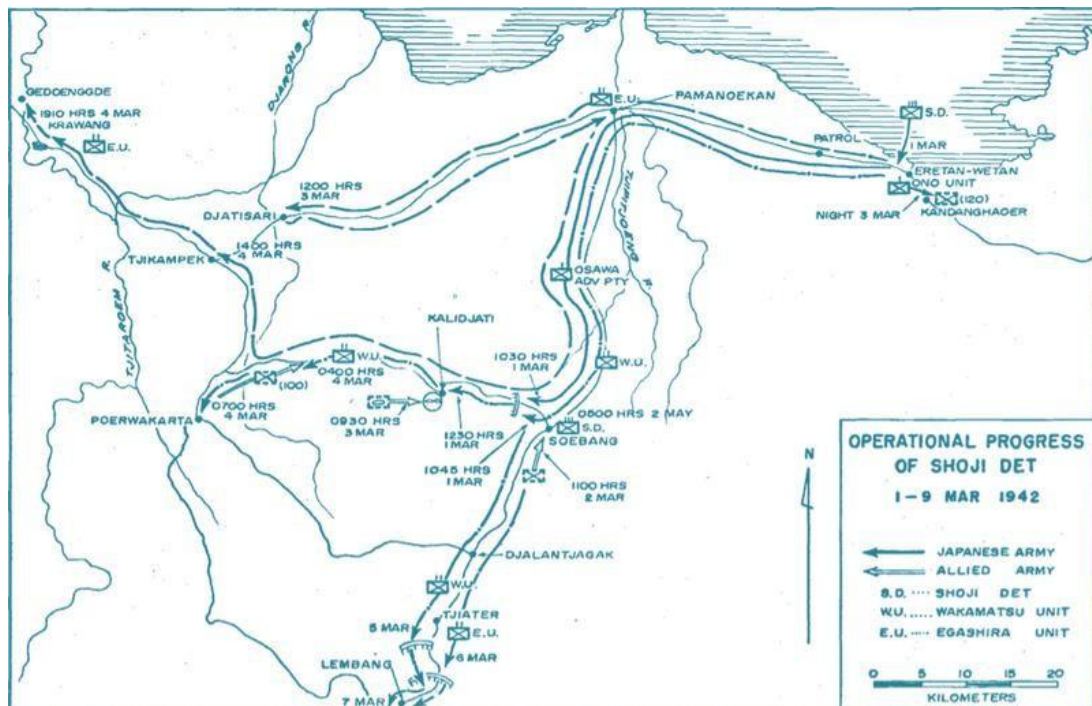 GEDOENGGDE
1910 HRS 4 MAR
KRAWANG
E.U.
DJARONG R.
E.U.
PAMANOEKAN
S.D.
1 MAR
PATROL
ERETAN-WETAN
ONO UNIT
(120)
NIGHT 3 MAR
KANDANGHAOER
1200 HRS
3 MAR
DJATISARI
1400 HRS
4 MAR
TJIKAMPEK
TJITAROEM R.
OSAWA
ADV PTY
KALIDJATI
W.U.
0400 HRS
4 MAR
(100)
1030 HRS
1 MAR
W.U.
0700 HRS
4 MAR
POERWAKARTA
0930 HRS
3 MAR
1230 HRS
1 MAR
0500 HRS 2 MAY
S.D.
SOEBANG
1045 HRS
1 MAR
1100 HRS
2 MAR
DJALANTJAGAK
W.U.
TJIATER
5 MAR
E.U.
6 MAR
LEMBANG
7 MAR
N
OPERATIONAL PROGRESS
OF SHOJI DET
1-9 MAR 1942
JAPANESE ARMY
ALLIED ARMY
S.D. .... SHOJI DET
W.U. ..... WAKAMATSU UNIT
E.U. ..... EGASHIRA UNIT
0 5 10 15 20
KILOMETERS